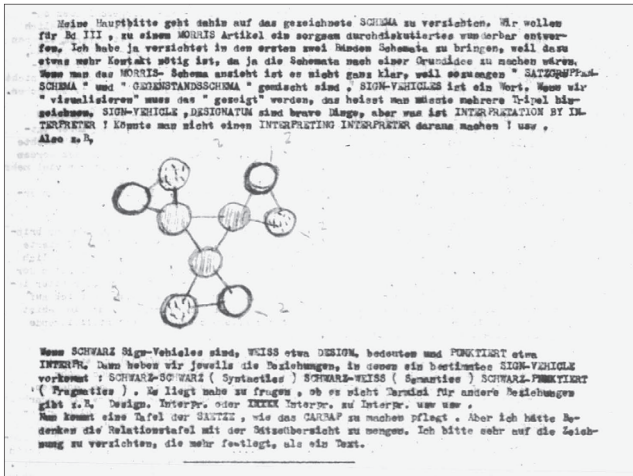 Meine Hauptbitte geht dahin auf das gezeichnete SCHEMA zu verzichten. Wir wollen
für Bd III , zu einem MORRIS Artikel ein sorgsam durchdiskutiertes wunderbar entwer-
fen. Ich habe ja verzichtet in den ersten zwei Bänden Schemata zu bringen, weil dazu
etwas mehr Kontakt nötig ist, da ja die Schemata nach einer Grundidee zu machen wären.
Wenn man das MORRIS- Schema ansieht ist es nicht ganz klar, weil sozusagen " SATZGRUPPEN-
SCHEMA " und " GEGENSTANDSSCHEMA " gemischt sind . SIGN-VEHICLES ist ein Wort. Wenn wir
" visualisieren" muss das " gezeigt" werden, das heisst man müsste mehrere Tripel hin-
zeichnen. SIGN-VEHICLE , DESIGNATUM sind brave Dinge, aber was ist INTERPRETATION BY IN-
TERPRETER ! Könnte man nicht einen INTERPRETING INTERPRETER daraus machen ! usw .
Also z.B.
2
2
2
2
Wenn SCHWARZ Sign-Vehicles sind, WEISS etwa DESIGN. bedeuten und PUNKTIERT etwa
INTERPR. Dann haben wir jeweils die Beziehungen, in denen ein bestimmtes SIGN-VEHICLE
vorkommt : SCHWARZ-SCHWARZ ( Syntactics ) SCHWARZ-WEISS ( Semantics ) SCHWARZ-PUNKTIERT
( Pragmatics ) . Es liegt nahe zu fragen , ob es nicht Termini für andere Beziehungen
gibt z.B. Design. Interpr. oder Interpr. zu Interpr. usw usw .
Nun kommt eine Tafel der SAETZE , wie das CARNAP zu machen pflegt . Aber ich hätte Be-
denken die Relationstafel mit der Satzübersicht zu mengen. Ich bitte sehr auf die Zeich-
nung zu verzichten, die mehr festlegt, als ein Text.